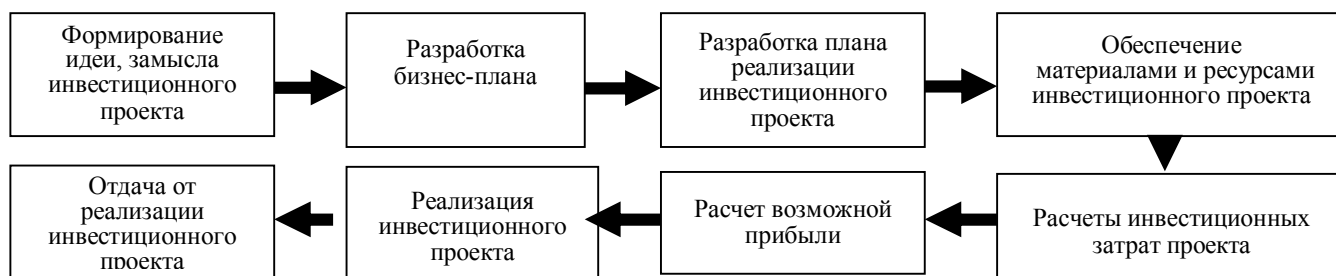 Формирование
идеи, замысла
инвестиционного
проекта
Разработка
бизнес-плана
Разработка плана
реализации
инвестиционного
проекта
Обеспечение
материалами и ресурсами
инвестиционного проекта
Расчеты инвестиционных
затрат проекта
Расчет возможной
прибыли
Реализация
инвестиционного
проекта
Отдача от
реализации
инвестиционного
проекта